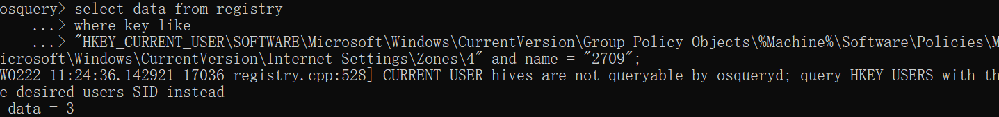 osquery> select data from registry
    ...> where key like
    ...> "HKEY_CURRENT_USER\SOFTWARE\Microsoft\Windows\CurrentVersion\Group Policy Objects\%Machine%\Software\Policies\M
icrosoft\Windows\CurrentVersion\Internet Settings\Zones\4" and name = "2709";
W0222 11:24:36.142921 17036 registry.cpp:528] CURRENT_USER hives are not queryable by osqueryd; query HKEY_USERS with th
e desired users SID instead
 data = 3